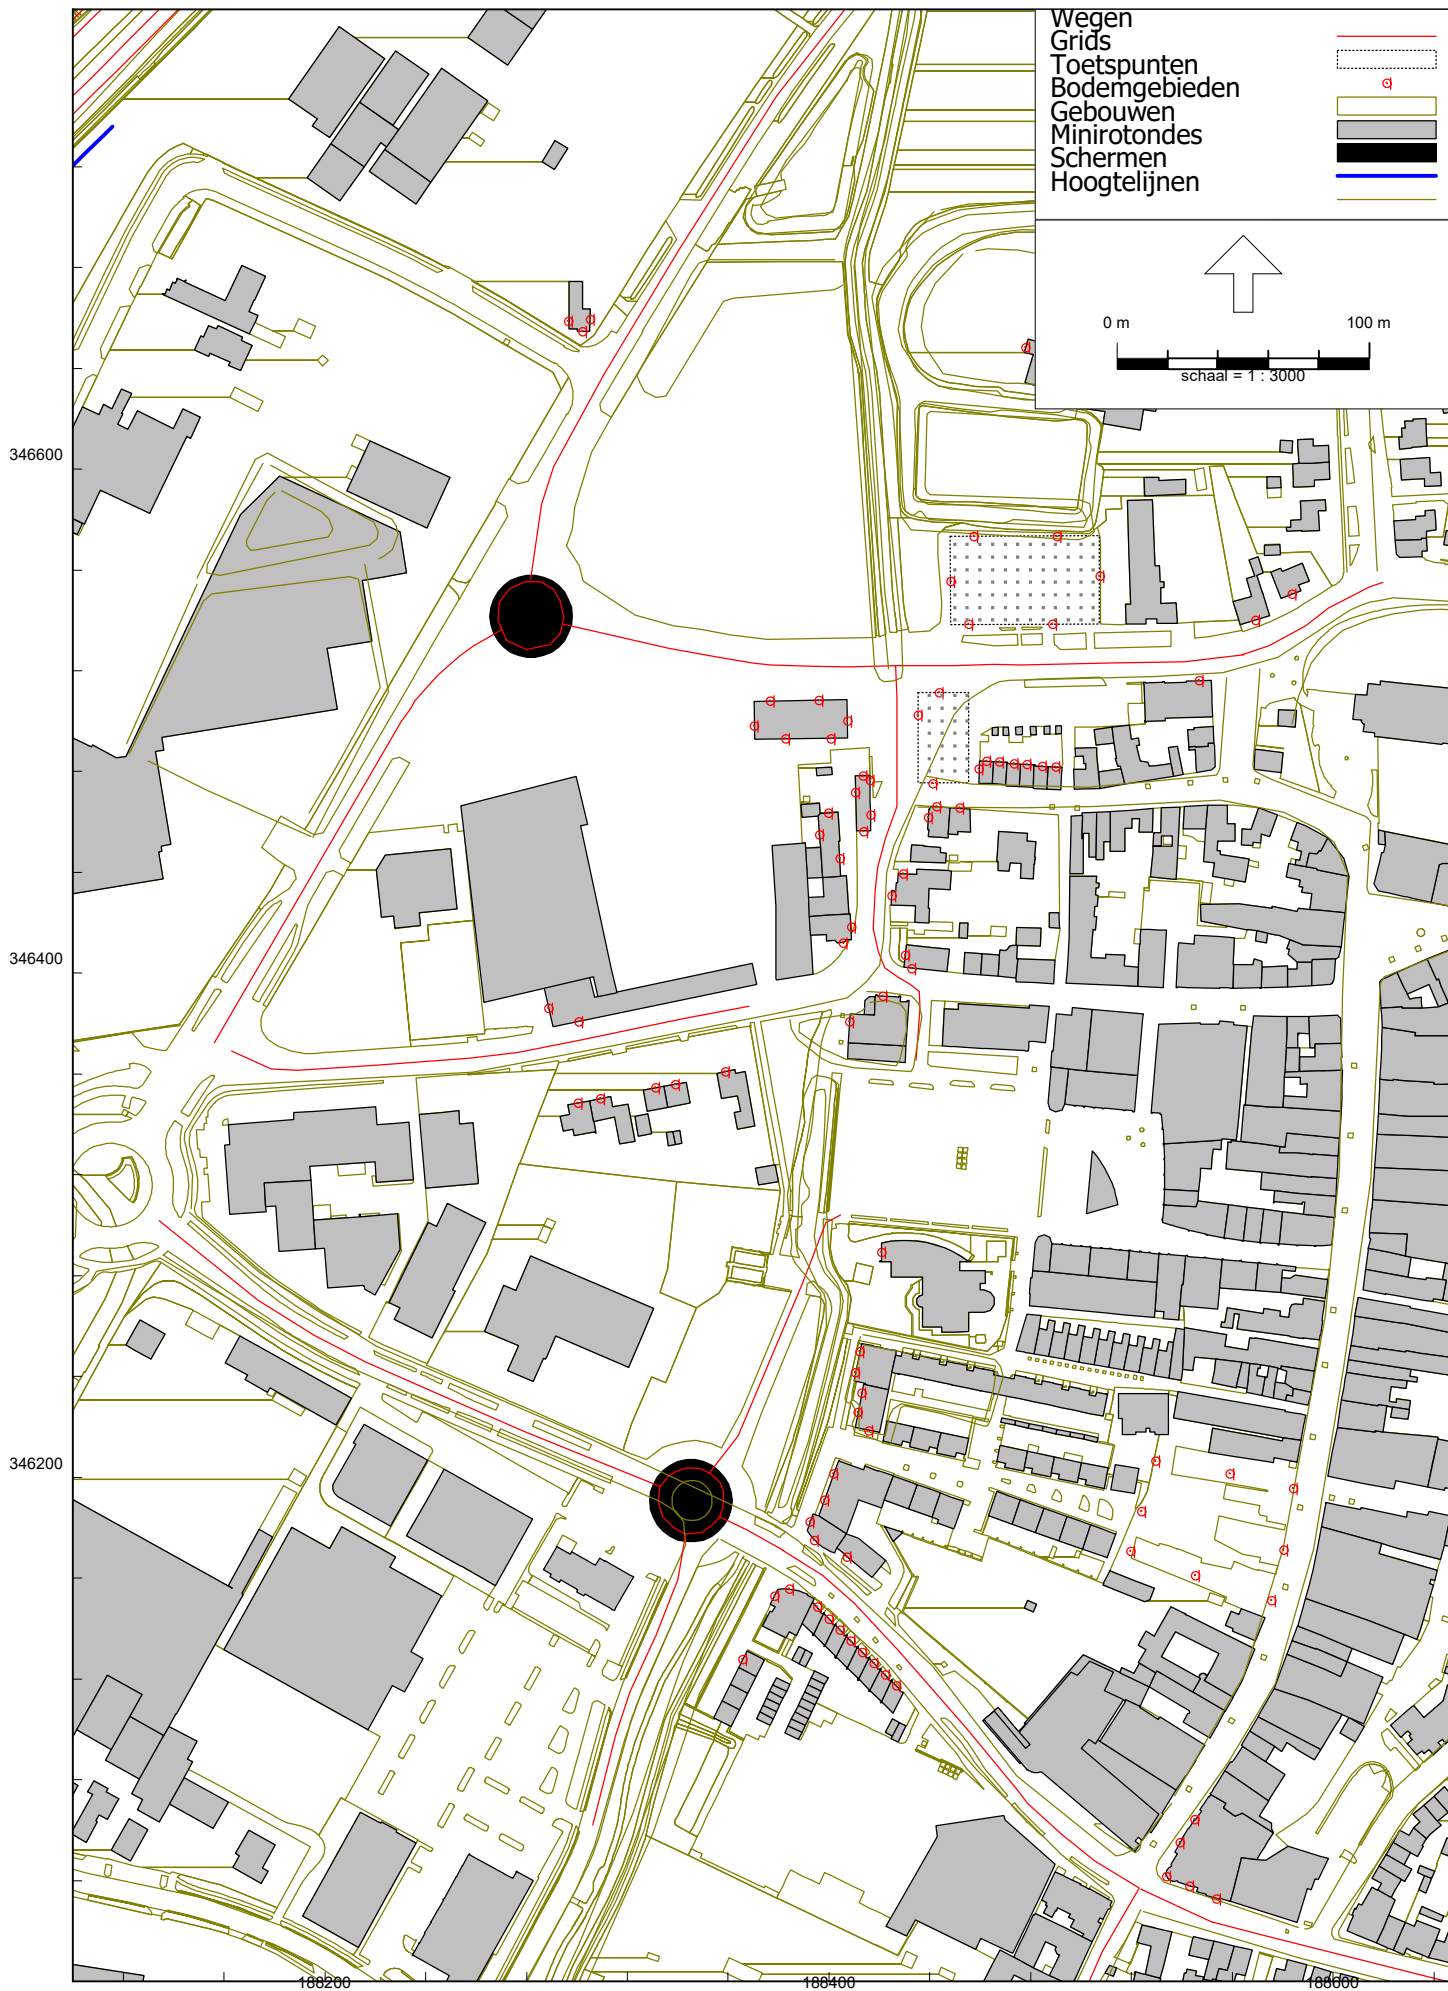 Wegen
Grids
Toetspunten
Bodemgebieden
Gebouwen
Minirotondes
Schermen
Hoogtelijnen
0 m 100 m
schaal = 1 : 3000
346600
346400
346200
188200 188400 188600